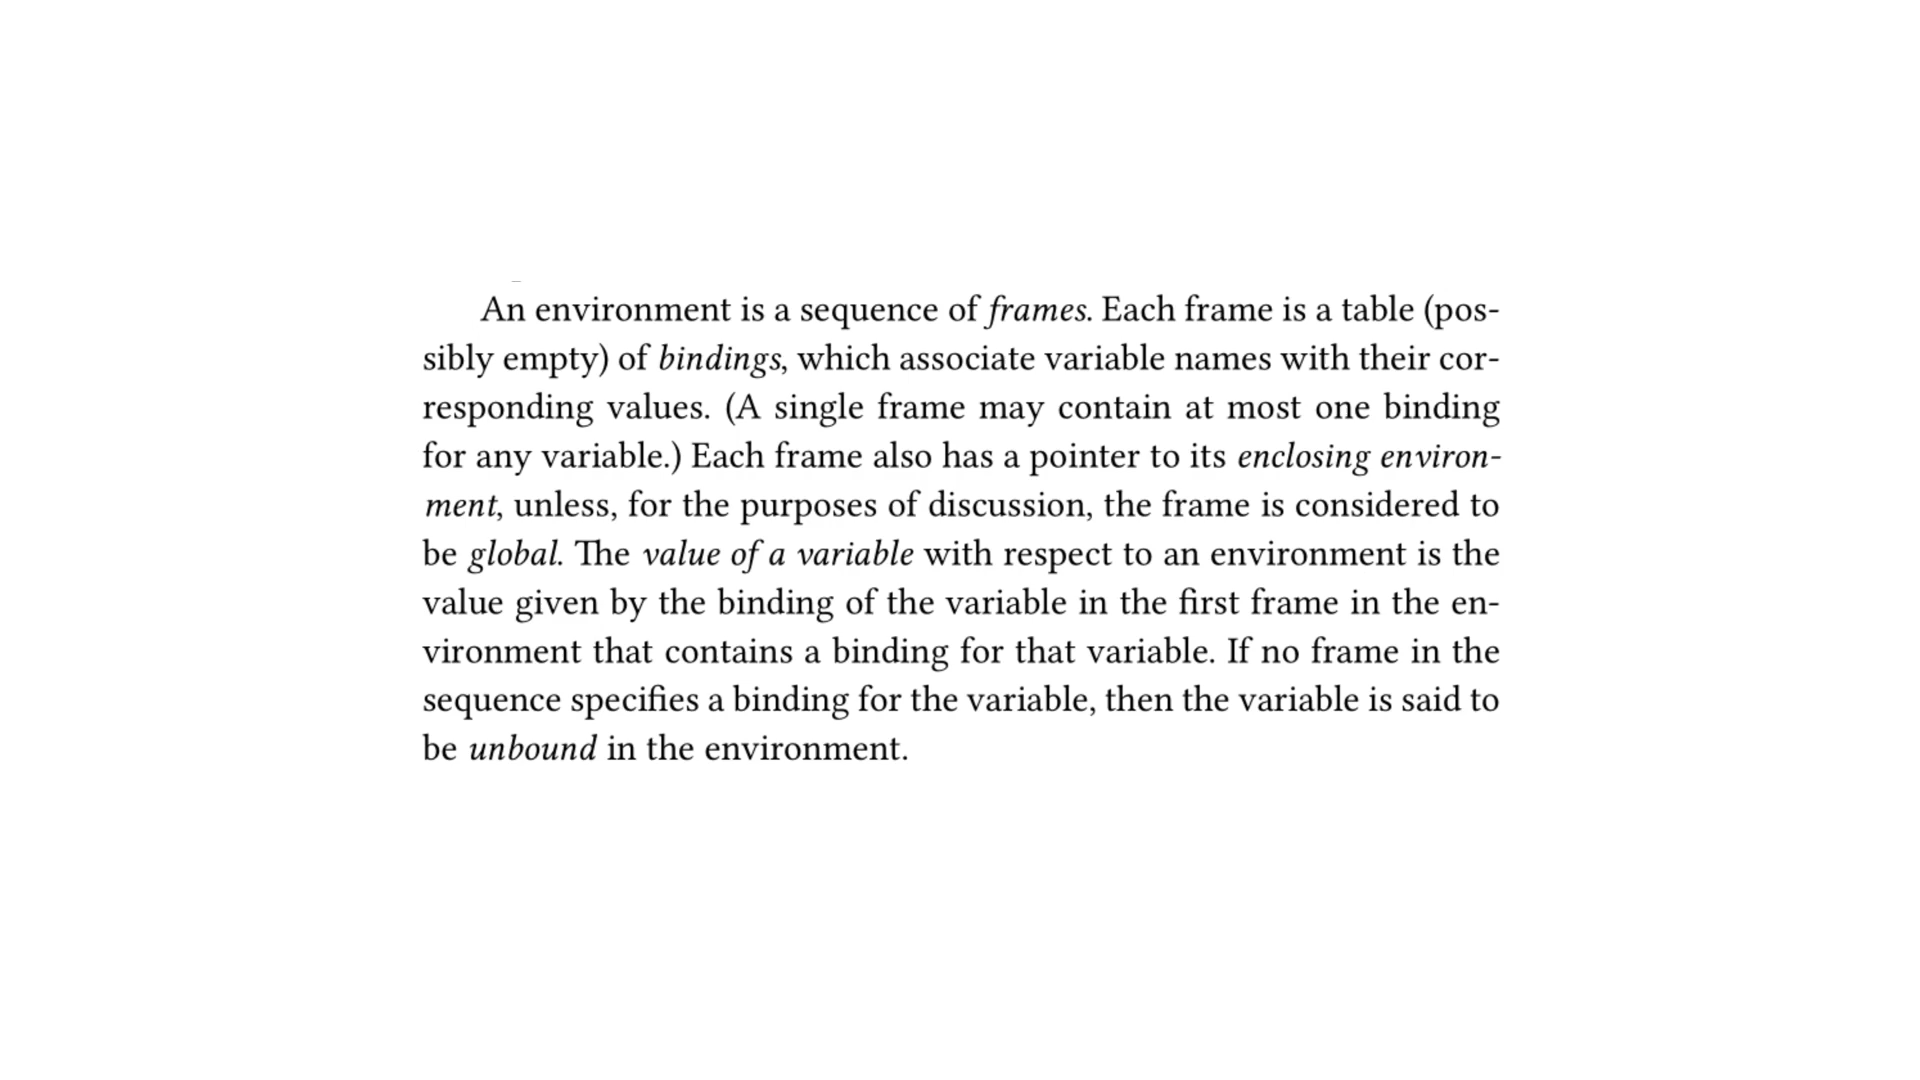 An environment is a sequence of frames. Each frame is a table (pos-
sibly empty) of bindings, which associate variable names with their cor-
responding values. (A single frame may contain at most one binding
for any variable.) Each frame also has a pointer to its enclosing environ-
ment, unless, for the purposes of discussion, the frame is considered to
be global. The value of a variable with respect to an environment is the
value given by the binding of the variable in the first frame in the en-
vironment that contains a binding for that variable. If no frame in the
sequence specifies a binding for the variable, then the variable is said to
be unbound in the environment.